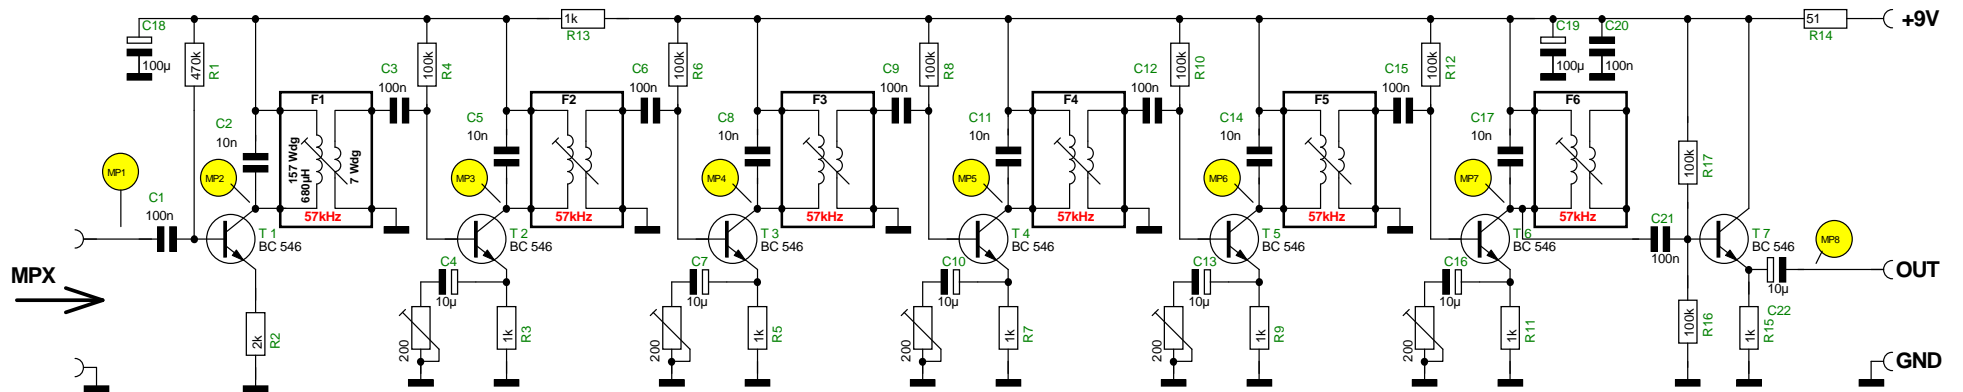 C18
100µ
R1
470k
C2
10n
MP1
MP2
C1
100n
T 1
BC 546
R2
2k
MPX
F1
157 Wdg
680µH
7 Wdg
57kHz
C3
100n
R4
100k
C5
10n
MP3
T 2
BC 546
C4
10µ
200
R3
1k
1k
R13
F2
57kHz
C6
100n
R6
100k
C8
10n
MP4
T 3
BC 546
C7
10µ
200
R5
1k
F3
57kHz
C9
100n
R8
100k
C11
10n
MP5
T 4
BC 546
C10
10µ
200
R7
1k
F4
57kHz
C12
100n
R10
100k
C14
10n
MP6
T 5
BC 546
C13
10µ
200
R9
1k
F5
57kHz
C15
100n
R12
100k
C17
10n
MP7
T 6
BC 546
C16
10µ
200
R11
1k
F6
57kHz
C19
100µ
C20
100n
R17
100k
C21
100n
R16
100k
T 7
BC 546
R15
1k
C22
10µ
MP8
51
R14
+9V
OUT
GND